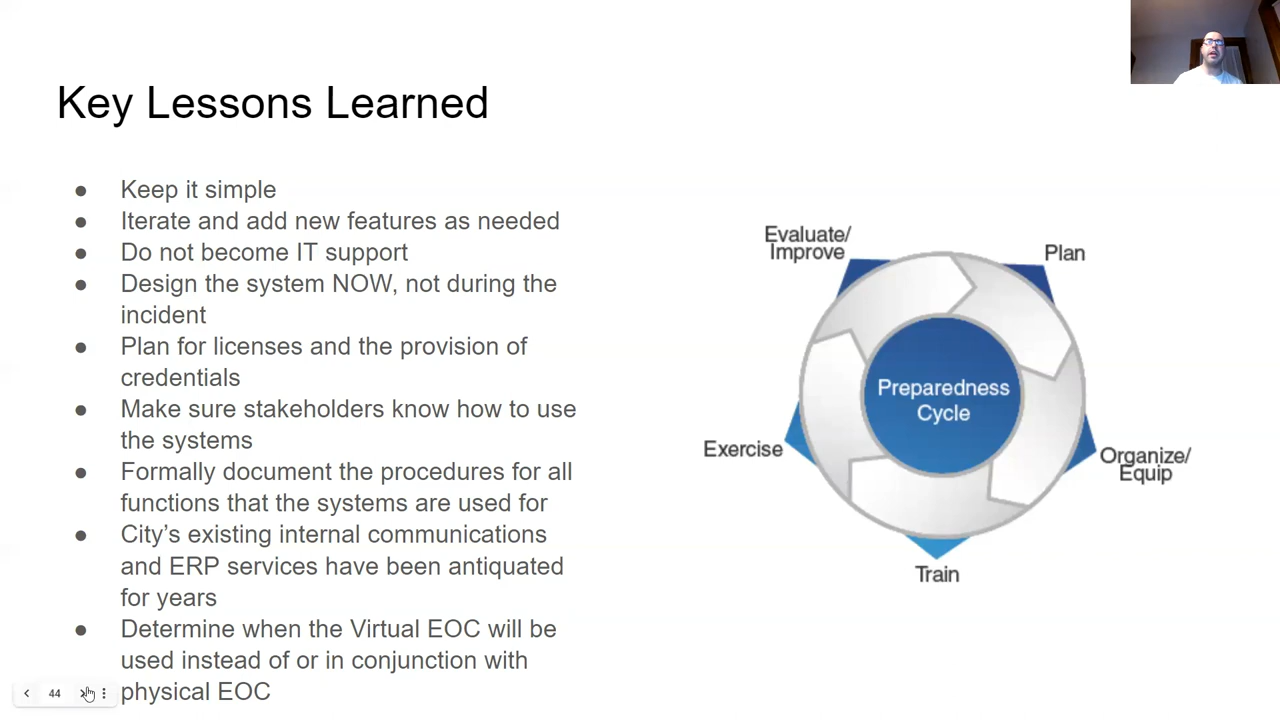 Key Lessons Learned
● Keep it simple
● Iterate and add new features as needed
● Do not become IT support
● Design the system NOW, not during the
incident
● Plan for licenses and the provision of
credentials
● Make sure stakeholders know how to use
the systems
● Formally document the procedures for all
functions that the systems are used for
● City’s existing internal communications
and ERP services have been antiquated
for years
● Determine when the Virtual EOC will be
used instead of or in conjunction with
physical EOC
Evaluate/
Improve
Plan
Preparedness
Cycle
Exercise
Organize/
Equip
Train
44